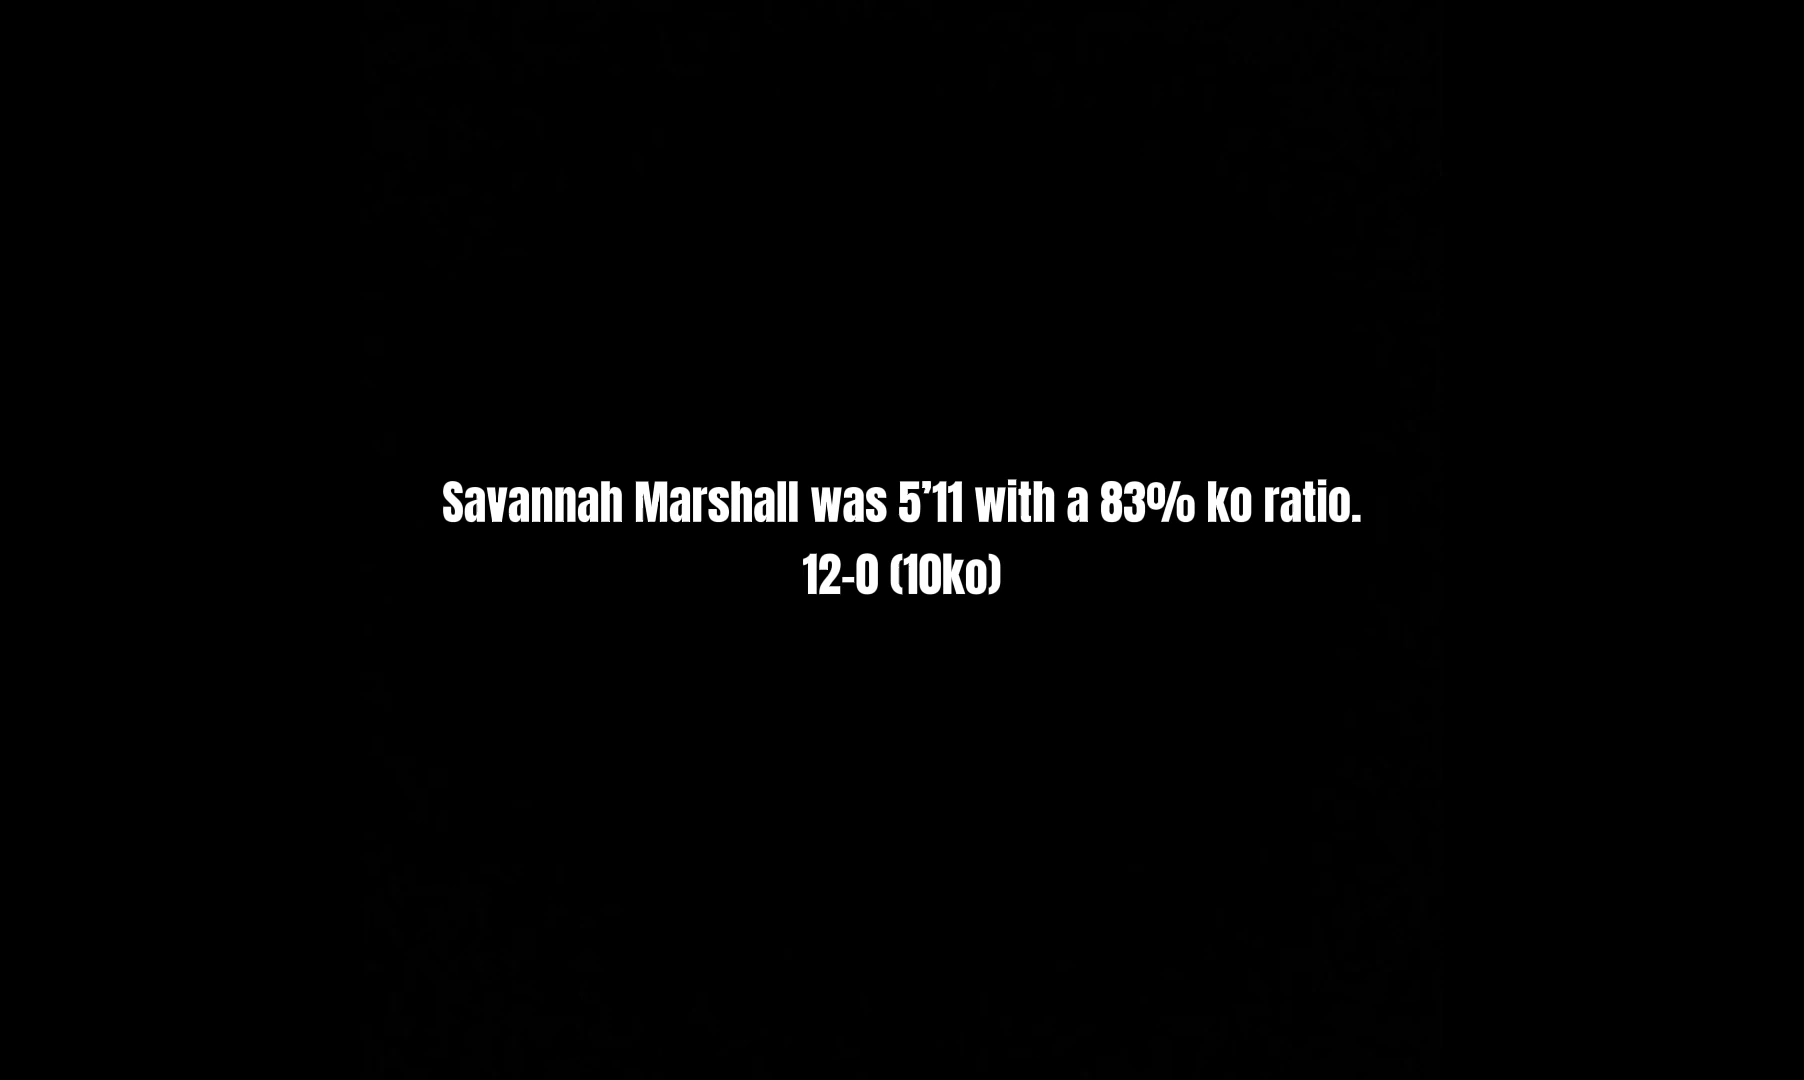 Savannah Marshall was 5’11 with a 83% ko ratio.
12-0 (10ko)